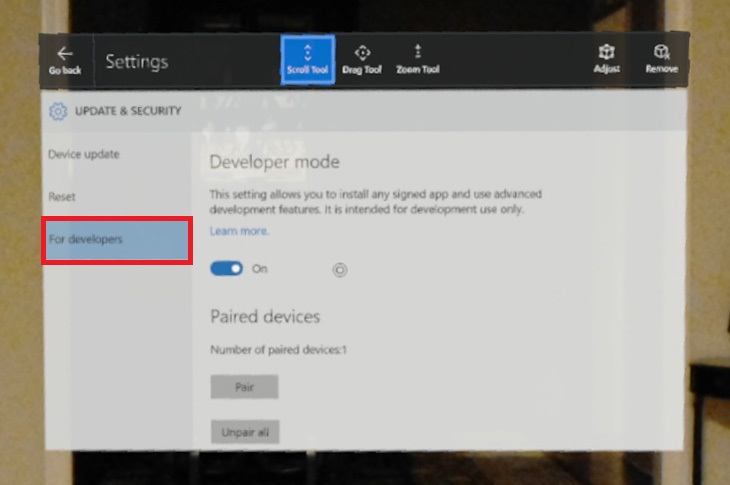 Go back
Settings
Scroll Tool
Drag Tool
Zoom Tool
Adjust
Remove
UPDATE & SECURITY
Device update
Reset
For developers
Developer mode
This setting allows you to install any signed app and use advanced
development features. It is intended for development use only.
Learn more.
On
Paired devices
Number of paired devices:1
Pair
Unpair all